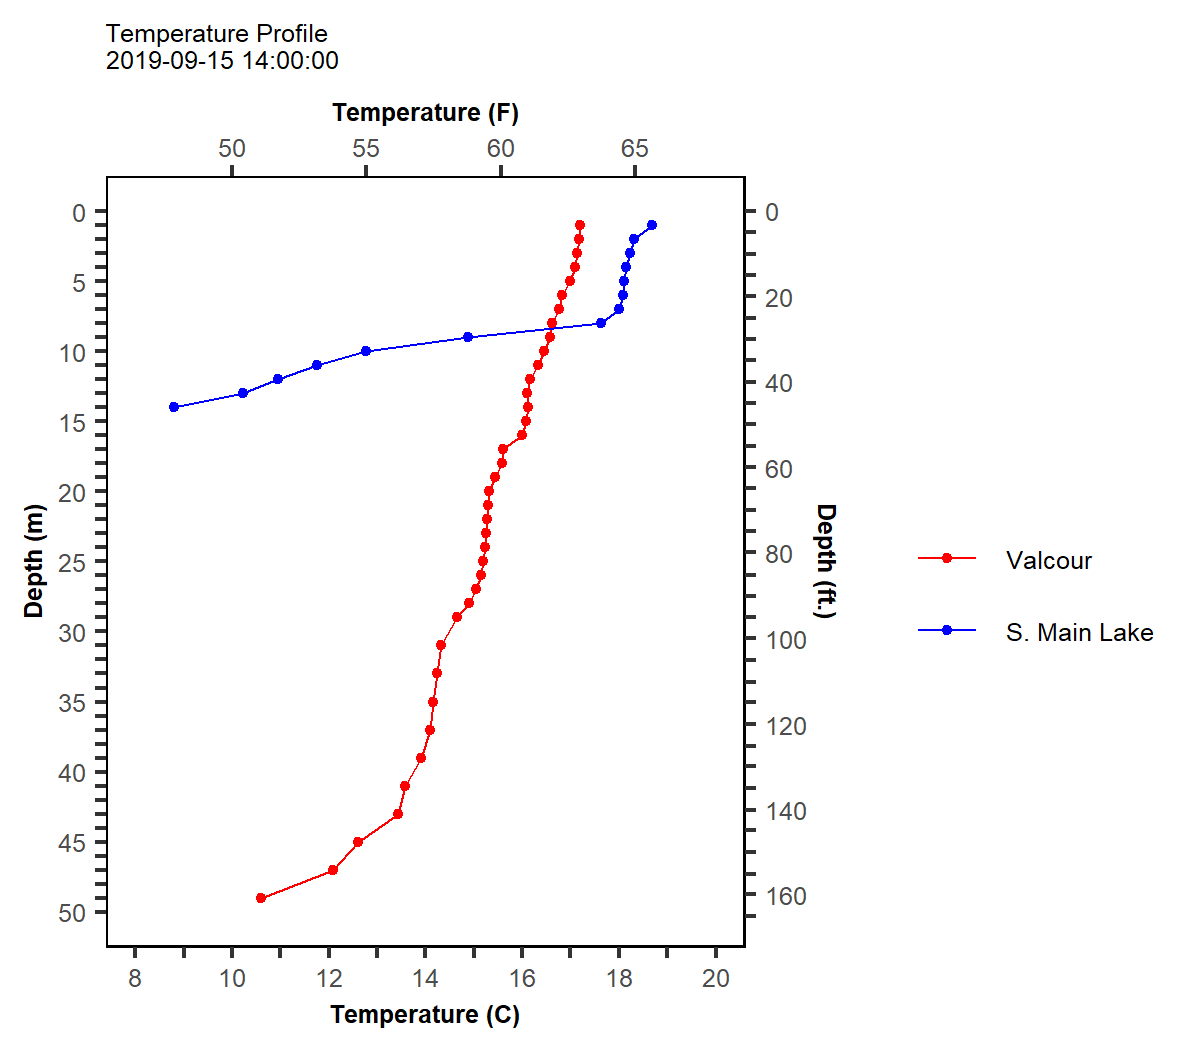 Temperature Profile
2019-09-15 14:00:00
Temperature (F)
50 55 60 65
0 0
5
20
10
40
15
60
20
Depth (m)
Depth (ft.)
80
25
Valcour
30
100
S. Main Lake
35
120
40
140
45
160
50
8 10 12 14 16 18 20
Temperature (C)